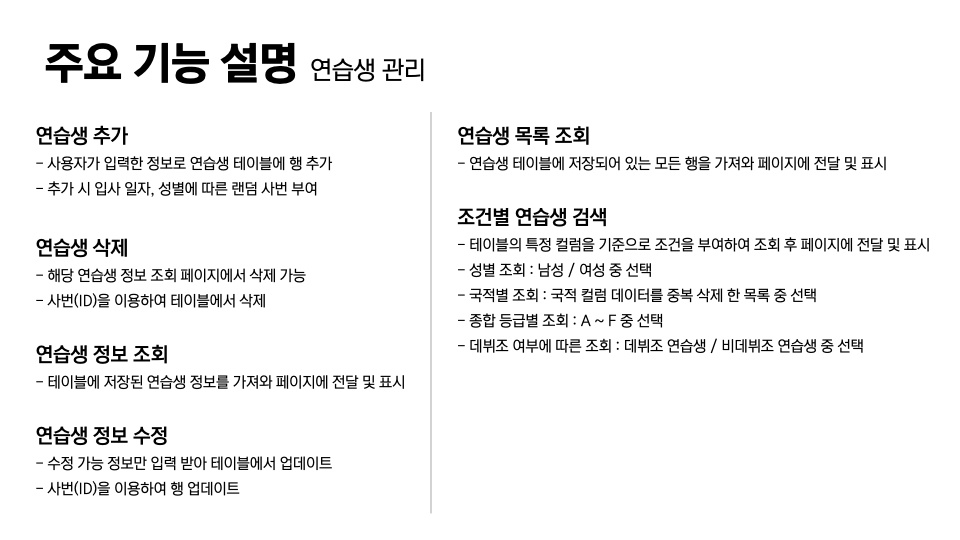 주요 기능 설명 연습생 관리
연습생 추가
- 사용자가 입력한 정보로 연습생 테이블에 행 추가
- 추가 시 입사 일자, 성별에 따른 랜덤 사번 부여
연습생 삭제
- 해당 연습생 정보 조회 페이지에서 삭제 가능
- 사번(ID)을 이용하여 테이블에서 삭제
연습생 정보 조회
- 테이블에 저장된 연습생 정보를 가져와 페이지에 전달 및 표시
연습생 정보 수정
- 수정 가능 정보만 입력 받아 테이블에서 업데이트
- 사번(ID)을 이용하여 행 업데이트
연습생 목록 조회
- 연습생 테이블에 저장되어 있는 모든 행을 가져와 페이지에 전달 및 표시
조건별 연습생 검색
- 테이블의 특정 컬럼을 기준으로 조건을 부여하여 조회 후 페이지에 전달 및 표시
- 성별 조회 : 남성 / 여성 중 선택
- 국적별 조회 : 국적 컬럼 데이터를 중복 삭제 한 목록 중 선택
- 종합 등급별 조회 : A ~ F 중 선택
- 데뷔조 여부에 따른 조회 : 데뷔조 연습생 / 비데뷔조 연습생 중 선택